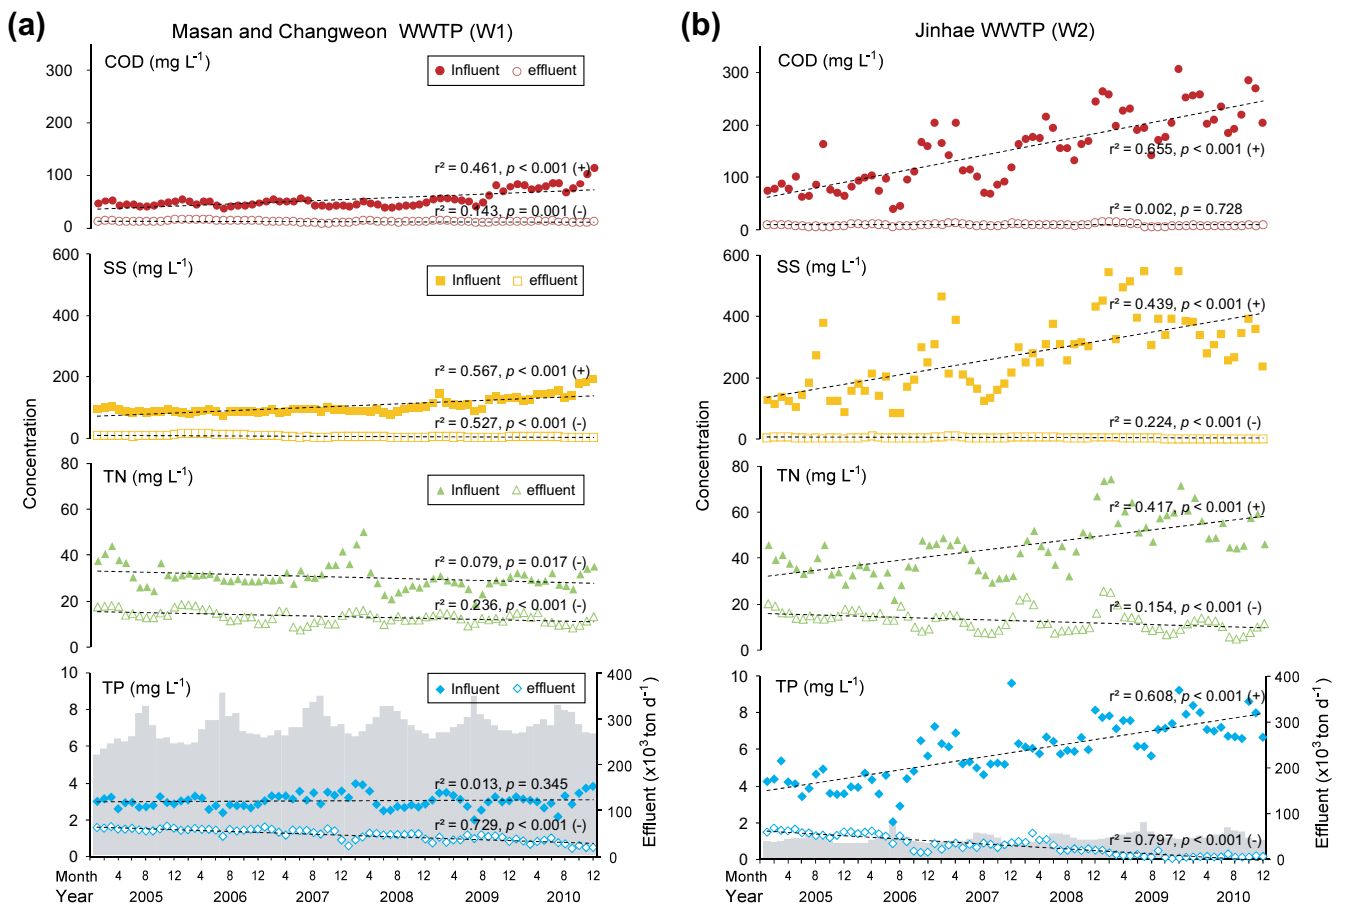 (a)
Masan and Changweon WWTP (W1)
COD (mg L⁻¹)
Influent effluent
300
200
100
0
r² = 0.461, p < 0.001 (+)
r² = 0.143, p = 0.001 (-)
SS (mg L⁻¹)
Influent effluent
600
400
200
0
r² = 0.567, p < 0.001 (+)
r² = 0.527, p < 0.001 (-)
Concentration
TN (mg L⁻¹)
Influent effluent
80
60
40
20
0
r² = 0.079, p = 0.017 (-)
r² = 0.236, p < 0.001 (-)
TP (mg L⁻¹)
Influent effluent
10
8
6
4
2
0
r² = 0.013, p = 0.345
r² = 0.729, p < 0.001 (-)
400
300
200
100
0
Effluent (x10³ ton d⁻¹)
Month 4 8 12 4 8 12 4 8 12 4 8 12 4 8 12 4 8 12
Year 2005 2006 2007 2008 2009 2010
(b)
Jinhae WWTP (W2)
COD (mg L⁻¹)
300
200
100
0
r² = 0.655, p < 0.001 (+)
r² = 0.002, p = 0.728
SS (mg L⁻¹)
600
400
200
0
r² = 0.439, p < 0.001 (+)
r² = 0.224, p < 0.001 (-)
Concentration
TN (mg L⁻¹)
80
60
40
20
0
r² = 0.417, p < 0.001 (+)
r² = 0.154, p < 0.001 (-)
TP (mg L⁻¹)
10
8
6
4
2
0
r² = 0.608, p < 0.001 (+)
r² = 0.797, p < 0.001 (-)
400
300
200
100
0
Effluent (x10³ ton d⁻¹)
Month 4 8 12 4 8 12 4 8 12 4 8 12 4 8 12 4 8 12
Year 2005 2006 2007 2008 2009 2010